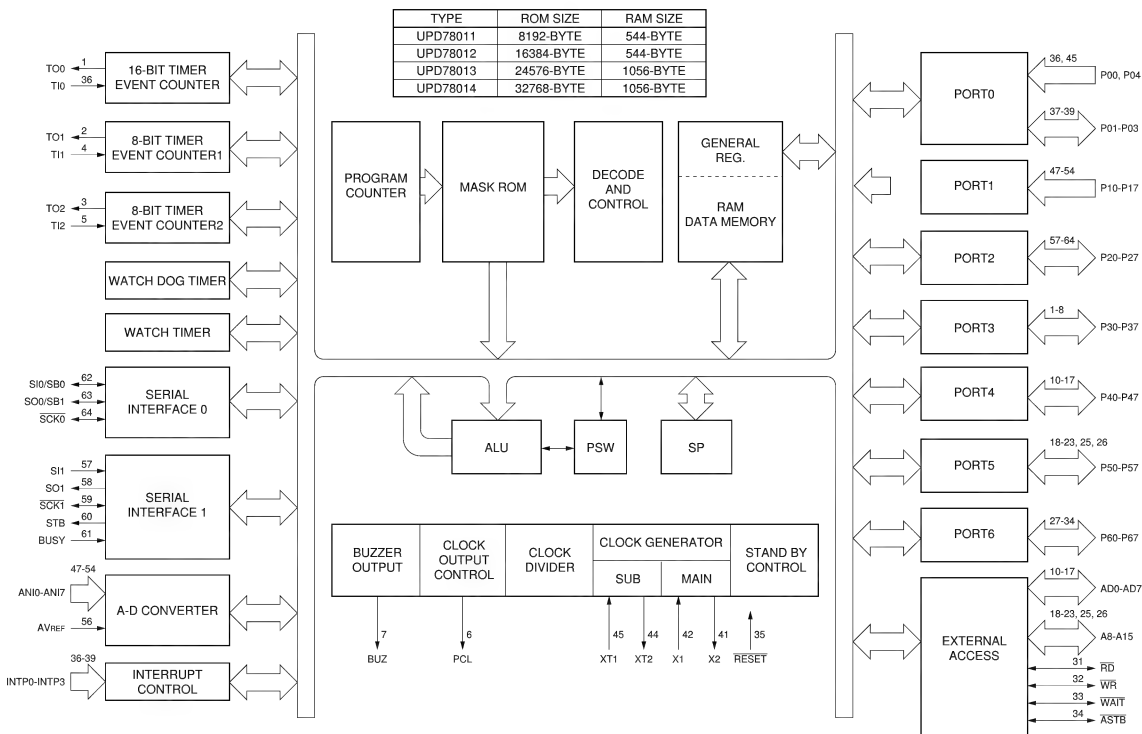 TYPE ROM SIZE RAM SIZE
UPD78011 8192-BYTE 544-BYTE
UPD78012 16384-BYTE 544-BYTE
UPD78013 24576-BYTE 1056-BYTE
UPD78014 32768-BYTE 1056-BYTE
TO0 1
TI0 36
16-BIT TIMER
EVENT COUNTER
TO1 2
TI1 4
8-BIT TIMER
EVENT COUNTER1
TO2 3
TI2 5
8-BIT TIMER
EVENT COUNTER2
WATCH DOG TIMER
WATCH TIMER
SI0/SB0 62
SO0/SB1 63
SCK0 64
SERIAL
INTERFACE 0
SI1 57
SO1 58
SCK1 59
STB 60
BUSY 61
SERIAL
INTERFACE 1
47-54
ANI0-ANI7
AVREF 56
A-D CONVERTER
36-39
INTP0-INTP3
INTERRUPT
CONTROL
PROGRAM
COUNTER
MASK ROM
DECODE
AND
CONTROL
GENERAL
REG.
RAM
DATA MEMORY
ALU
PSW
SP
BUZZER
OUTPUT
CLOCK
OUTPUT
CONTROL
CLOCK
DIVIDER
CLOCK GENERATOR
SUB MAIN
STAND BY
CONTROL
7 6 45 44 42 41 35
BUZ PCL XT1 XT2 X1 X2 RESET
PORT0
36, 45
P00, P04
37-39
P01-P03
PORT1
47-54
P10-P17
PORT2
57-64
P20-P27
PORT3
1-8
P30-P37
PORT4
10-17
P40-P47
PORT5
18-23, 25, 26
P50-P57
PORT6
27-34
P60-P67
EXTERNAL
ACCESS
10-17
AD0-AD7
18-23, 25, 26
A8-A15
31 RD
32 WR
33 WAIT
34 ASTB